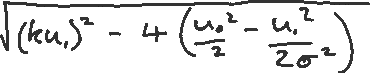 √((ku₁)² - 4(u₀²/2 - u₁²/2σ²))